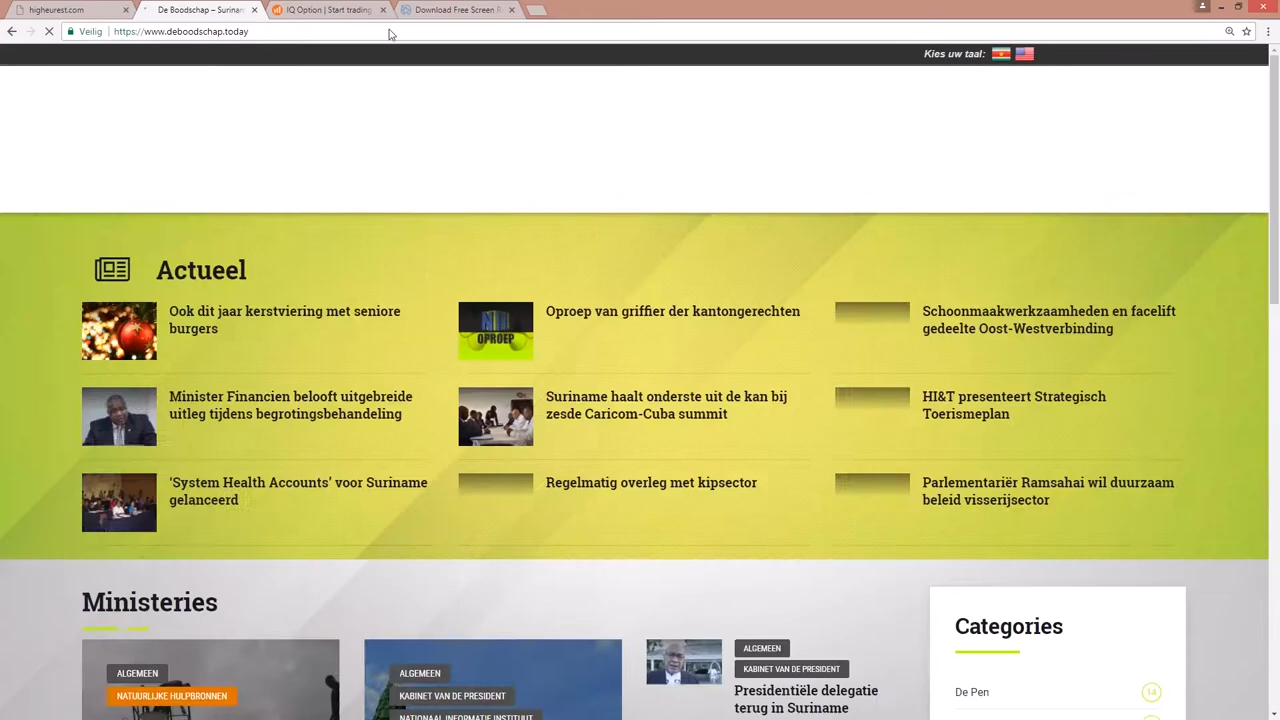 higheurest.com
De Boodschap – Surinam
IQ Option | Start trading
Download Free Screen R
Veilig
https://www.deboodschap.today
Kies uw taal:
Actueel
Ook dit jaar kerstviering met seniore
burgers
Oproep van griffier der kantongerechten
OPROEP
Schoonmaakwerkzaamheden en facelift
gedeelte Oost-Westverbinding
Minister Financien belooft uitgebreide
uitleg tijdens begrotingsbehandeling
Suriname haalt onderste uit de kan bij
zesde Caricom-Cuba summit
HI&T presenteert Strategisch
Toerismeplan
‘System Health Accounts’ voor Suriname
gelanceerd
Regelmatig overleg met kipsector
Parlementariër Ramsahai wil duurzaam
beleid visserijsector
Ministeries
ALGEMEEN
NATUURLIJKE HULPBRONNEN
ALGEMEEN
KABINET VAN DE PRESIDENT
NATIONAAL INFORMATIE INSTITUUT
ALGEMEEN
KABINET VAN DE PRESIDENT
Presidentiële delegatie
terug in Suriname
Categories
De Pen
14